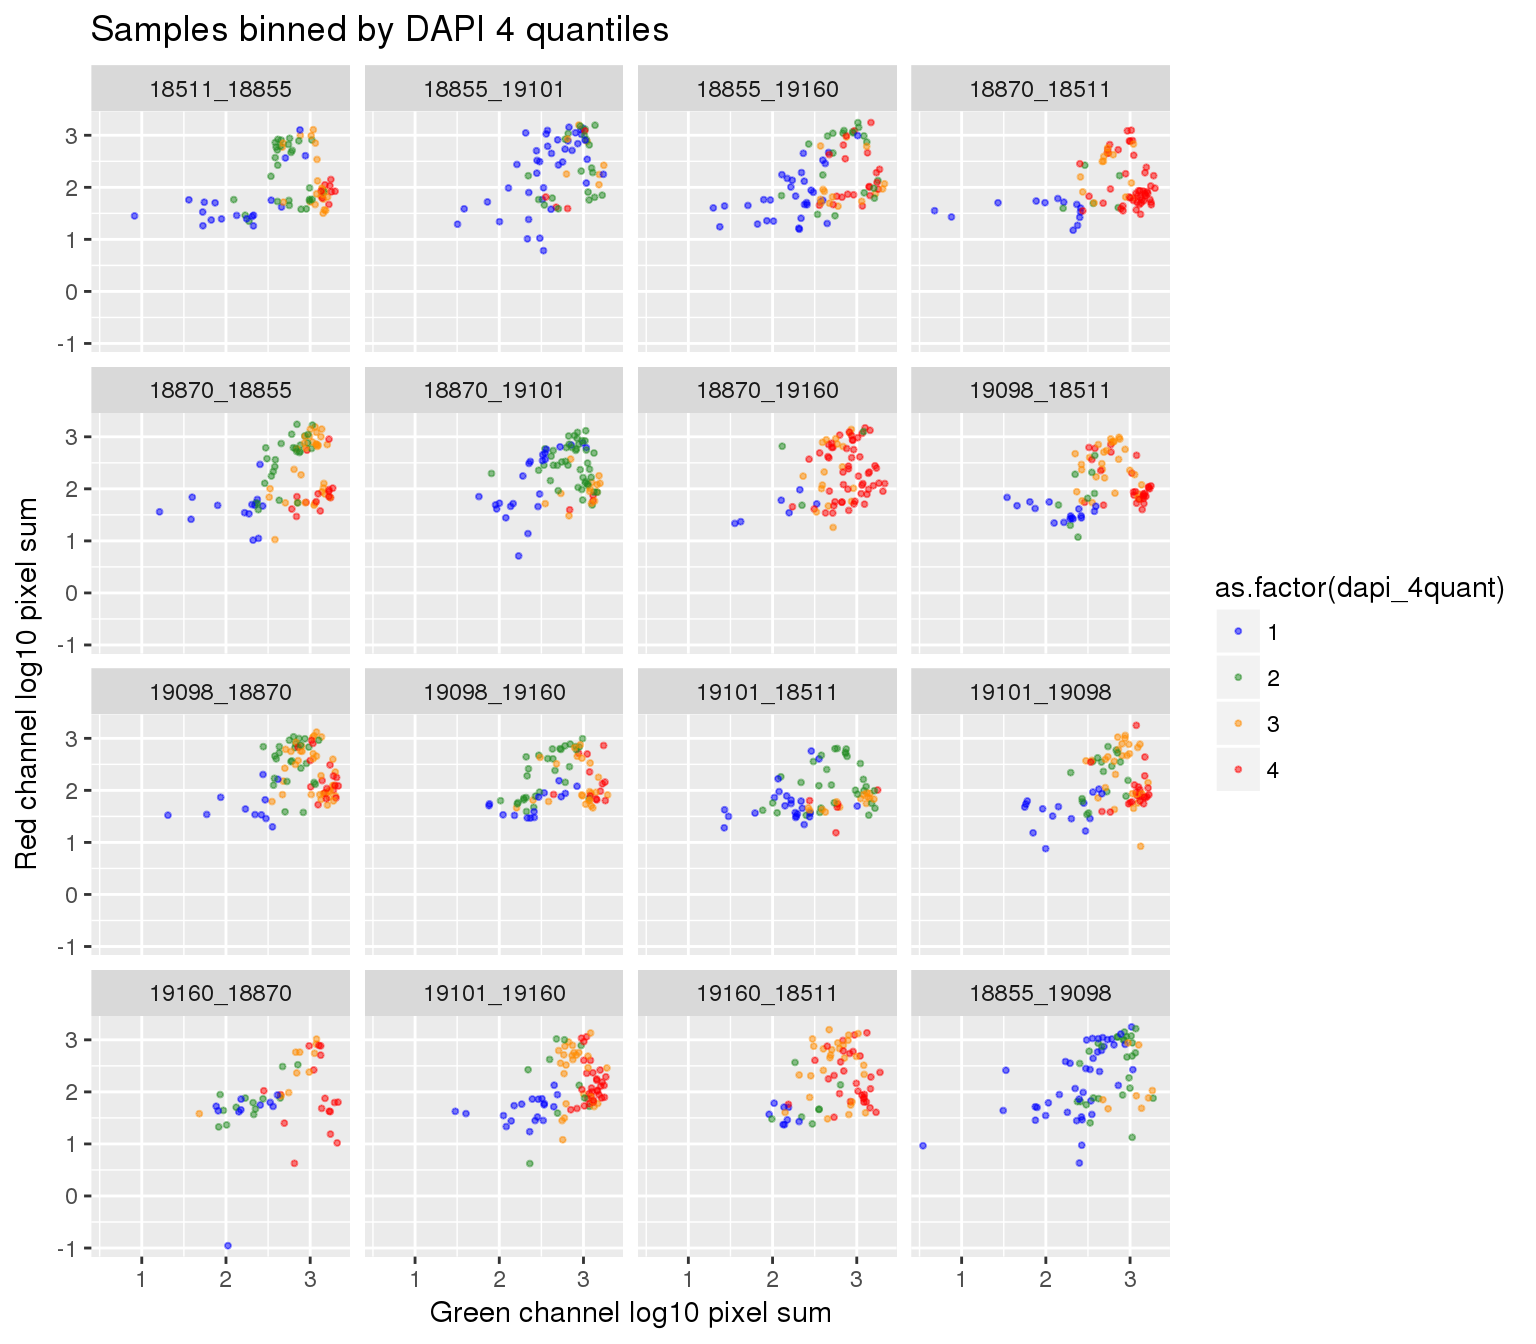 Samples binned by DAPI 4 quantiles
18511_18855 18855_19101 18855_19160 18870_18511
3
2
1
0
-1
18870_18855 18870_19101 18870_19160 19098_18511
3
2
1
0
-1
19098_18870 19098_19160 19101_18511 19101_19098
3
2
1
0
-1
19160_18870 19101_19160 19160_18511 18855_19098
3
2
1
0
-1
1 2 3 1 2 3 1 2 3 1 2 3
Green channel log10 pixel sum
Red channel log10 pixel sum
as.factor(dapi_4quant)
1
2
3
4